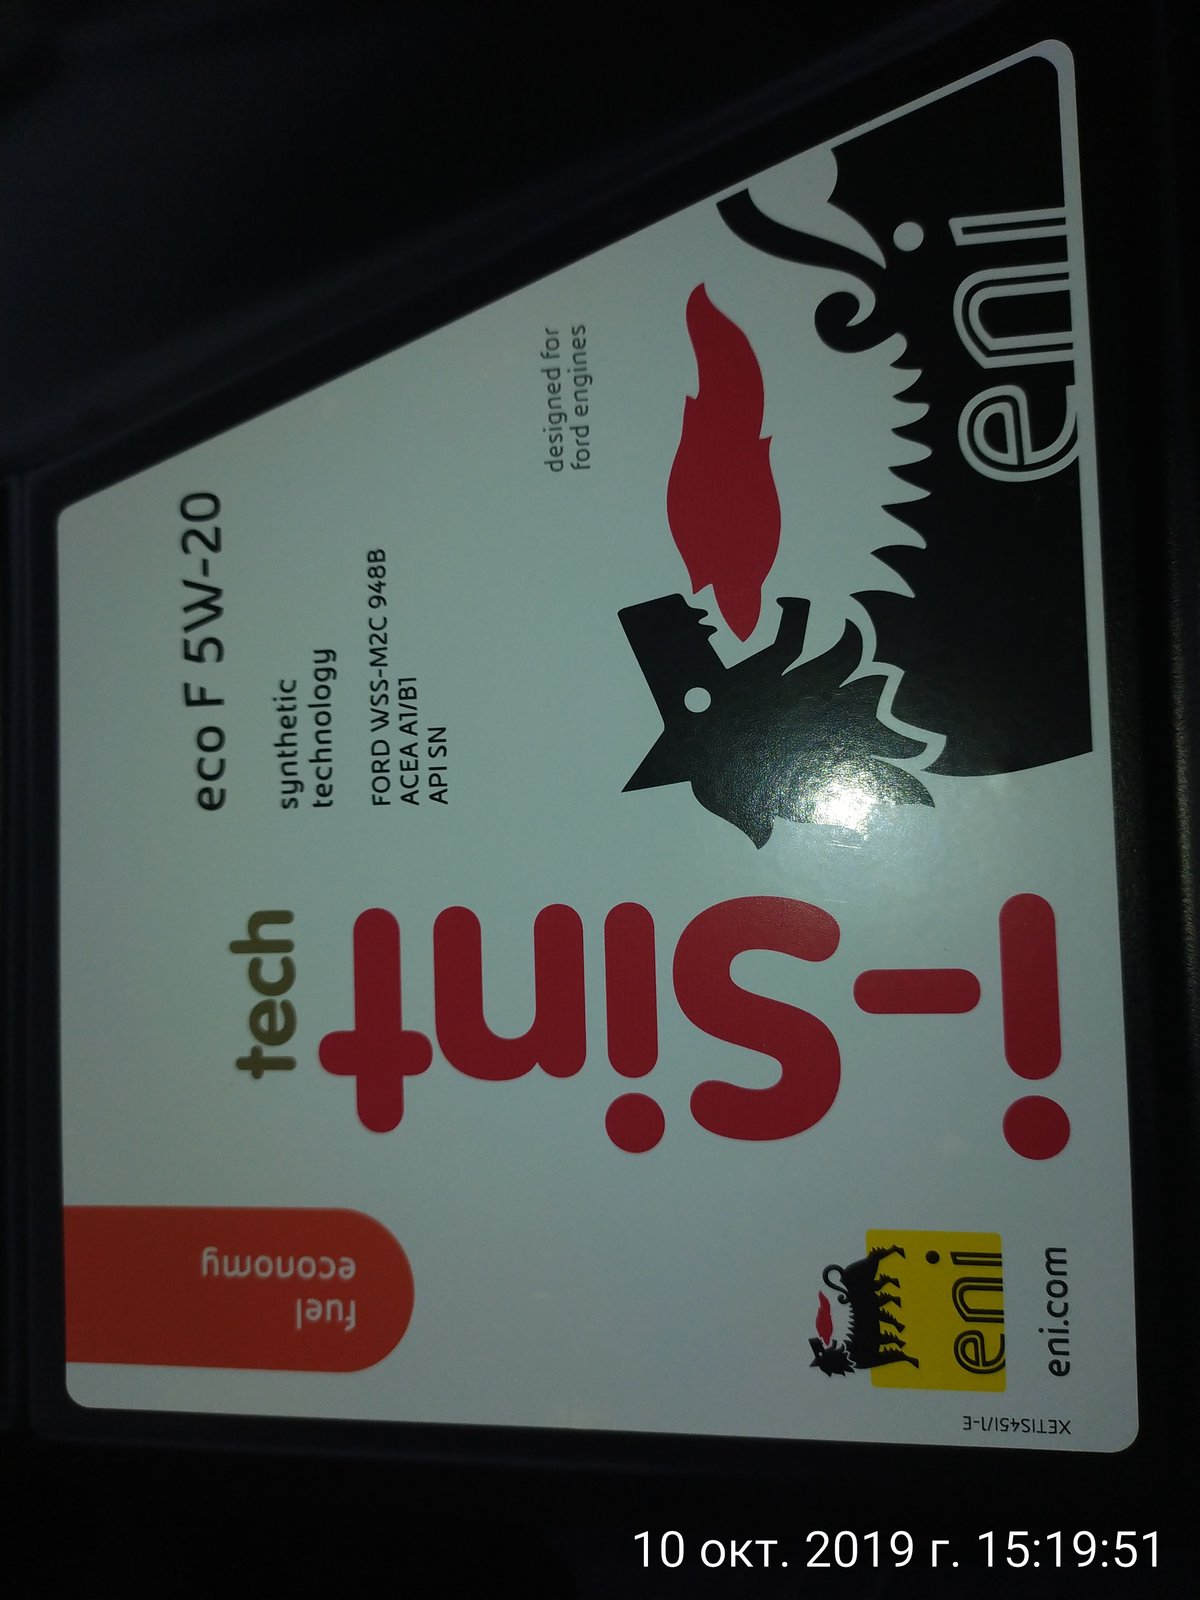 eco F 5W-20
synthetic
technology
FORD WSS-M2C 948B
ACEA A1/B1
API SN
designed for
ford engines
eni
tech
i-Sint
fuel
economy
eni
eni.com
XETIS45I/1-E
10 окт. 2019 г. 15:19:51